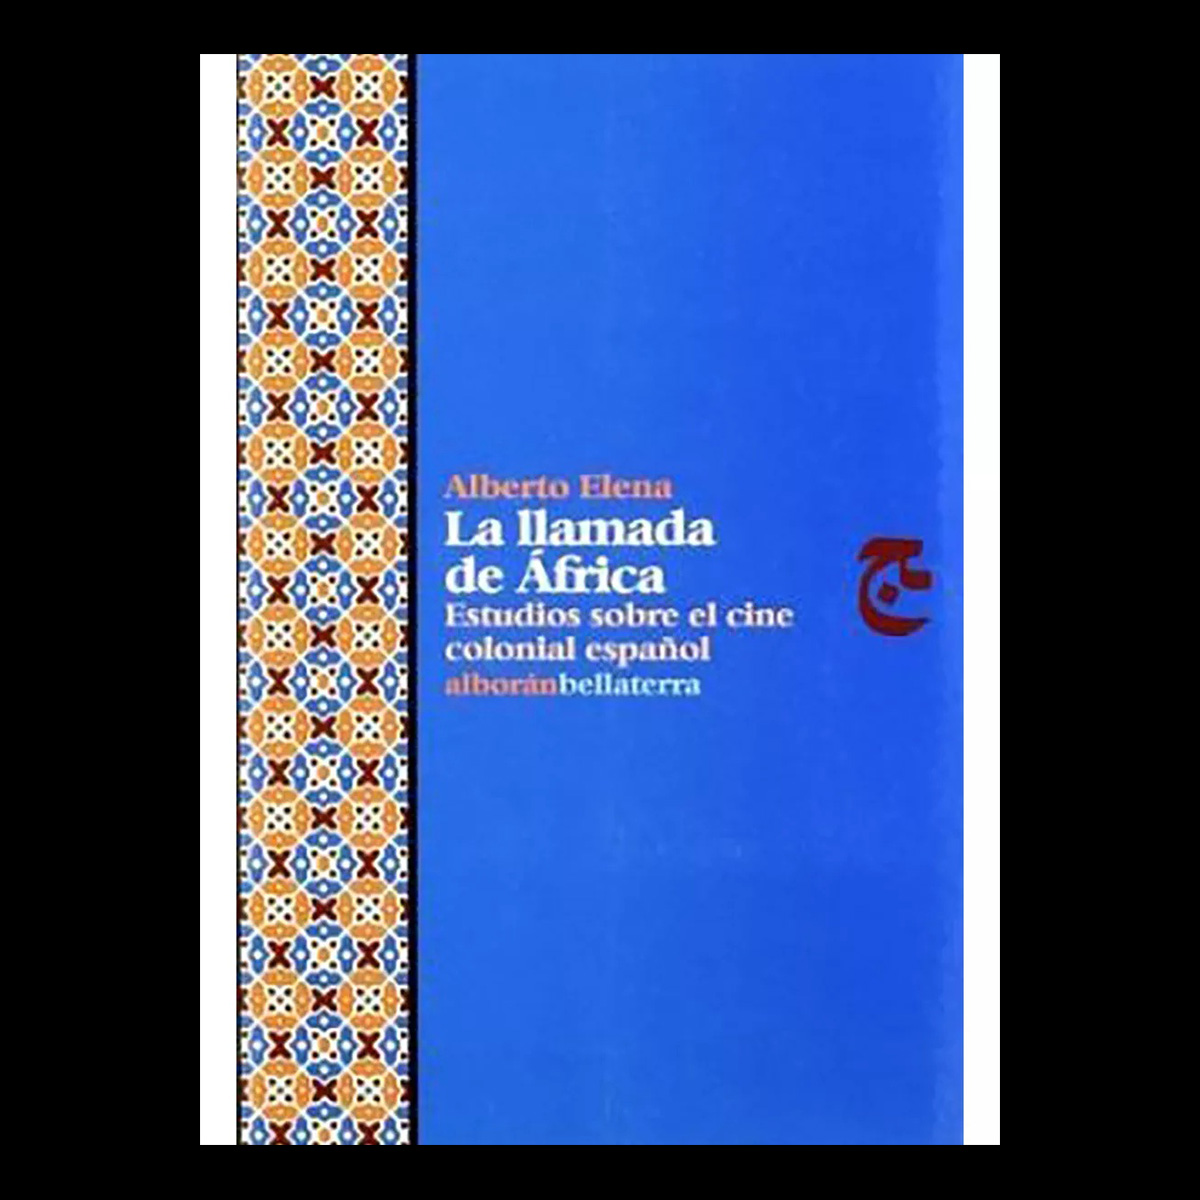 Alberto Elena
La llamada
de África
Estudios sobre el cine
colonial español
alboránbellaterra
ج